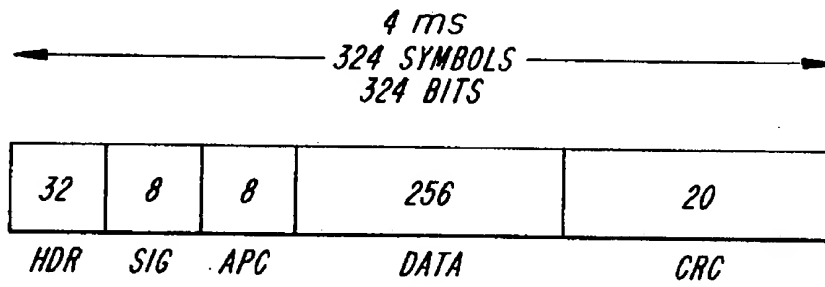 4 ms
324 SYMBOLS
324 BITS
32 8 8 256 20
HDR SIG APC DATA CRC